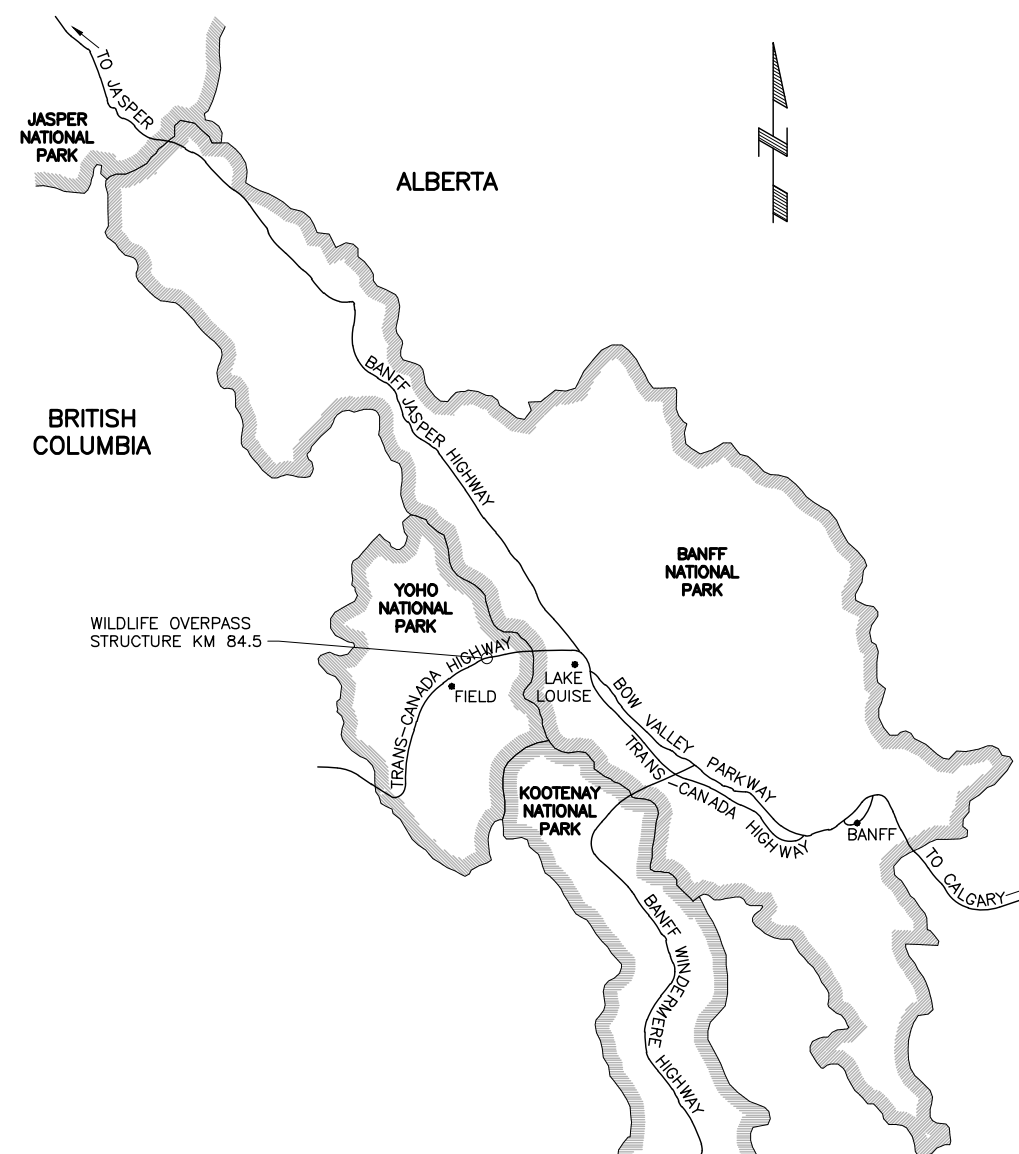 TO JASPER
JASPER
NATIONAL
PARK
ALBERTA
BANFF JASPER HIGHWAY
BRITISH
COLUMBIA
BANFF
NATIONAL
PARK
YOHO
NATIONAL
PARK
WILDLIFE OVERPASS
STRUCTURE KM 84.5
TRANS-CANADA HIGHWAY
FIELD
LAKE
LOUISE
BOW VALLEY PARKWAY
TRANS-CANADA HIGHWAY
KOOTENAY
NATIONAL
PARK
BANFF
TO CALGARY
BANFF WINDERMERE HIGHWAY